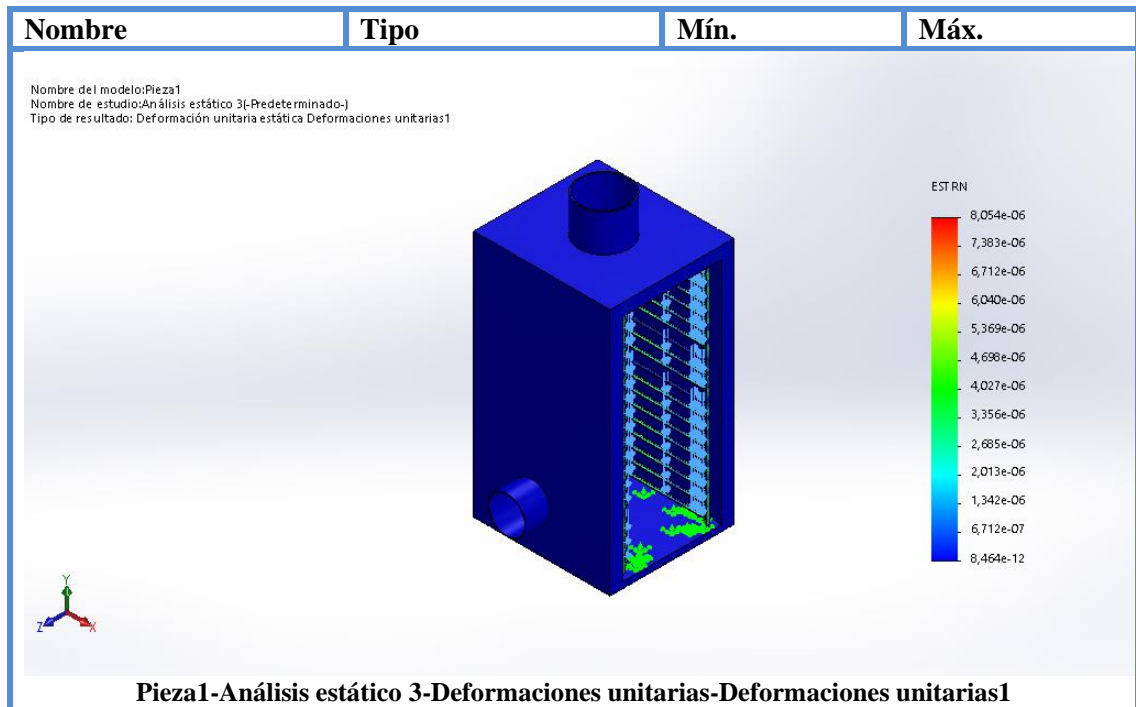 Nombre Tipo Mín. Máx.
Nombre del modelo:Pieza1
Nombre de estudio:Análisis estático 3(-Predeterminado-)
Tipo de resultado: Deformación unitaria estática Deformaciones unitarias1
ESTRN
8,054e-06
7,383e-06
6,712e-06
6,040e-06
5,369e-06
4,698e-06
4,027e-06
3,356e-06
2,685e-06
2,013e-06
1,342e-06
6,712e-07
8,464e-12
Y
Z
X
Pieza1-Análisis estático 3-Deformaciones unitarias-Deformaciones unitarias1